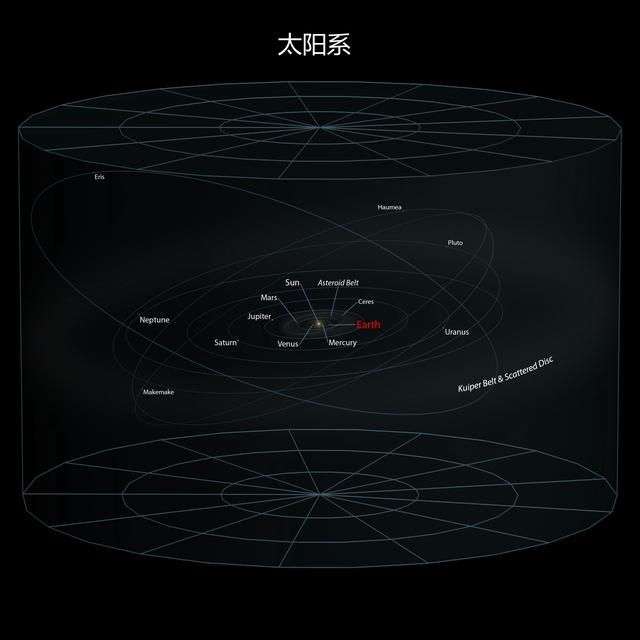 太阳系
Eris
Haumea
Pluto
Sun
Asteroid Belt
Mars
Ceres
Jupiter
Neptune
Earth
Uranus
Saturn
Venus
Mercury
Kuiper Belt & Scattered Disc
Makemake